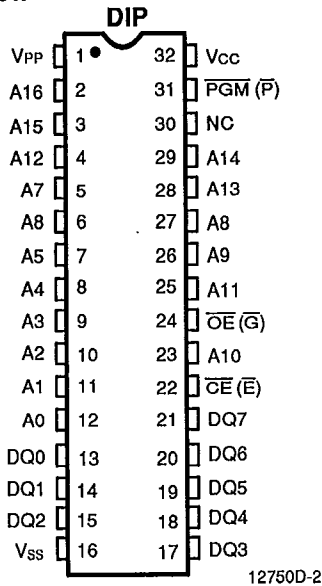 DIP
VPP 1 32 VCC
A16 2 31 PGM (P)
A15 3 30 NC
A12 4 29 A14
A7 5 28 A13
A8 6 27 A8
A5 7 26 A9
A4 8 25 A11
A3 9 24 OE (G)
A2 10 23 A10
A1 11 22 CE (E)
A0 12 21 DQ7
DQ0 13 20 DQ6
DQ1 14 19 DQ5
DQ2 15 18 DQ4
VSS 16 17 DQ3
12750D-2